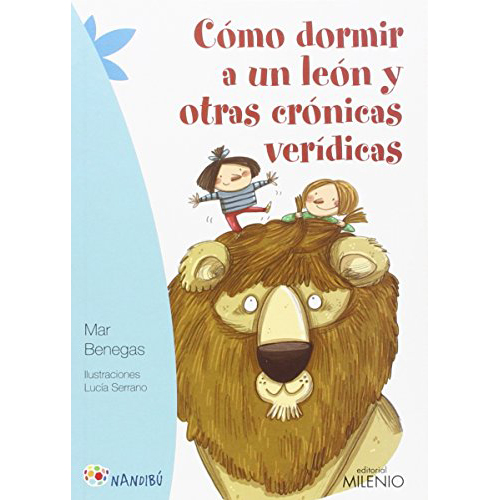 Cómo dormir
a un león y
otras crónicas
verídicas
Mar
Benegas
Ilustraciones
Lucía Serrano
NANDIBÚ
editorial
MILENIO